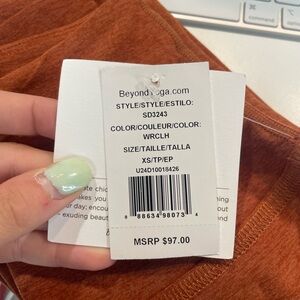 BeyondYoga.com
STYLE/STYLE/ESTILO:
SD3243
COLOR/COULEUR/COLOR:
WRCLH
SIZE/TAILLE/TALLA
XS/TP/EP
U24D10018426
8 88634 98073 4
MSRP $97.00
command